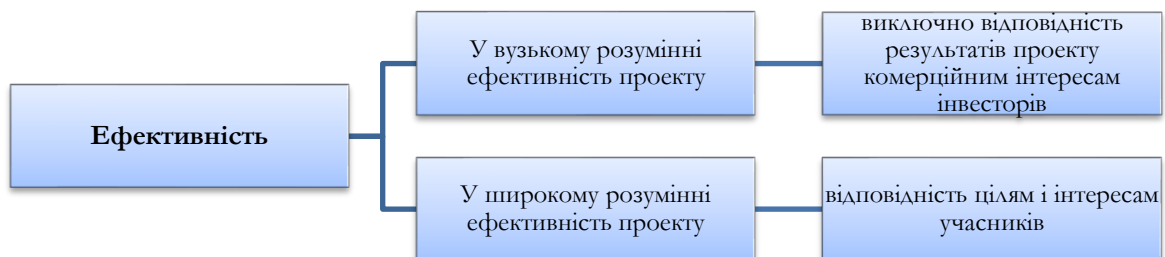 Ефективність
У вузькому розумінні
ефективність проекту
виключно відповідність
результатів проекту
комерційним інтересам
інвесторів
У широкому розумінні
ефективність проекту
відповідність цілям і інтересам
учасників